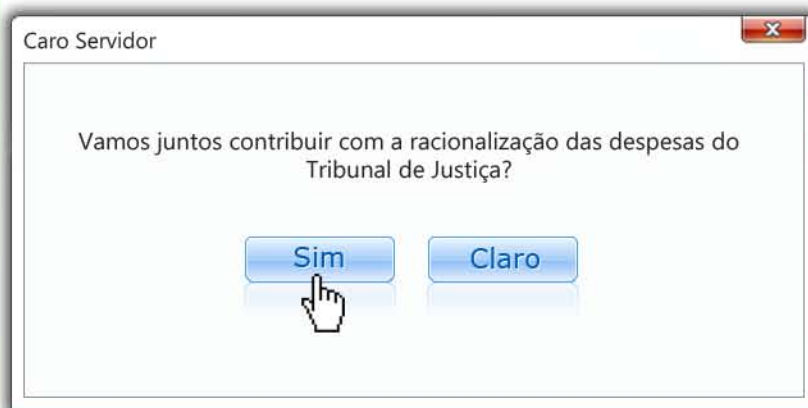 Caro Servidor
Vamos juntos contribuir com a racionalização das despesas do
Tribunal de Justiça?
Sim
Claro